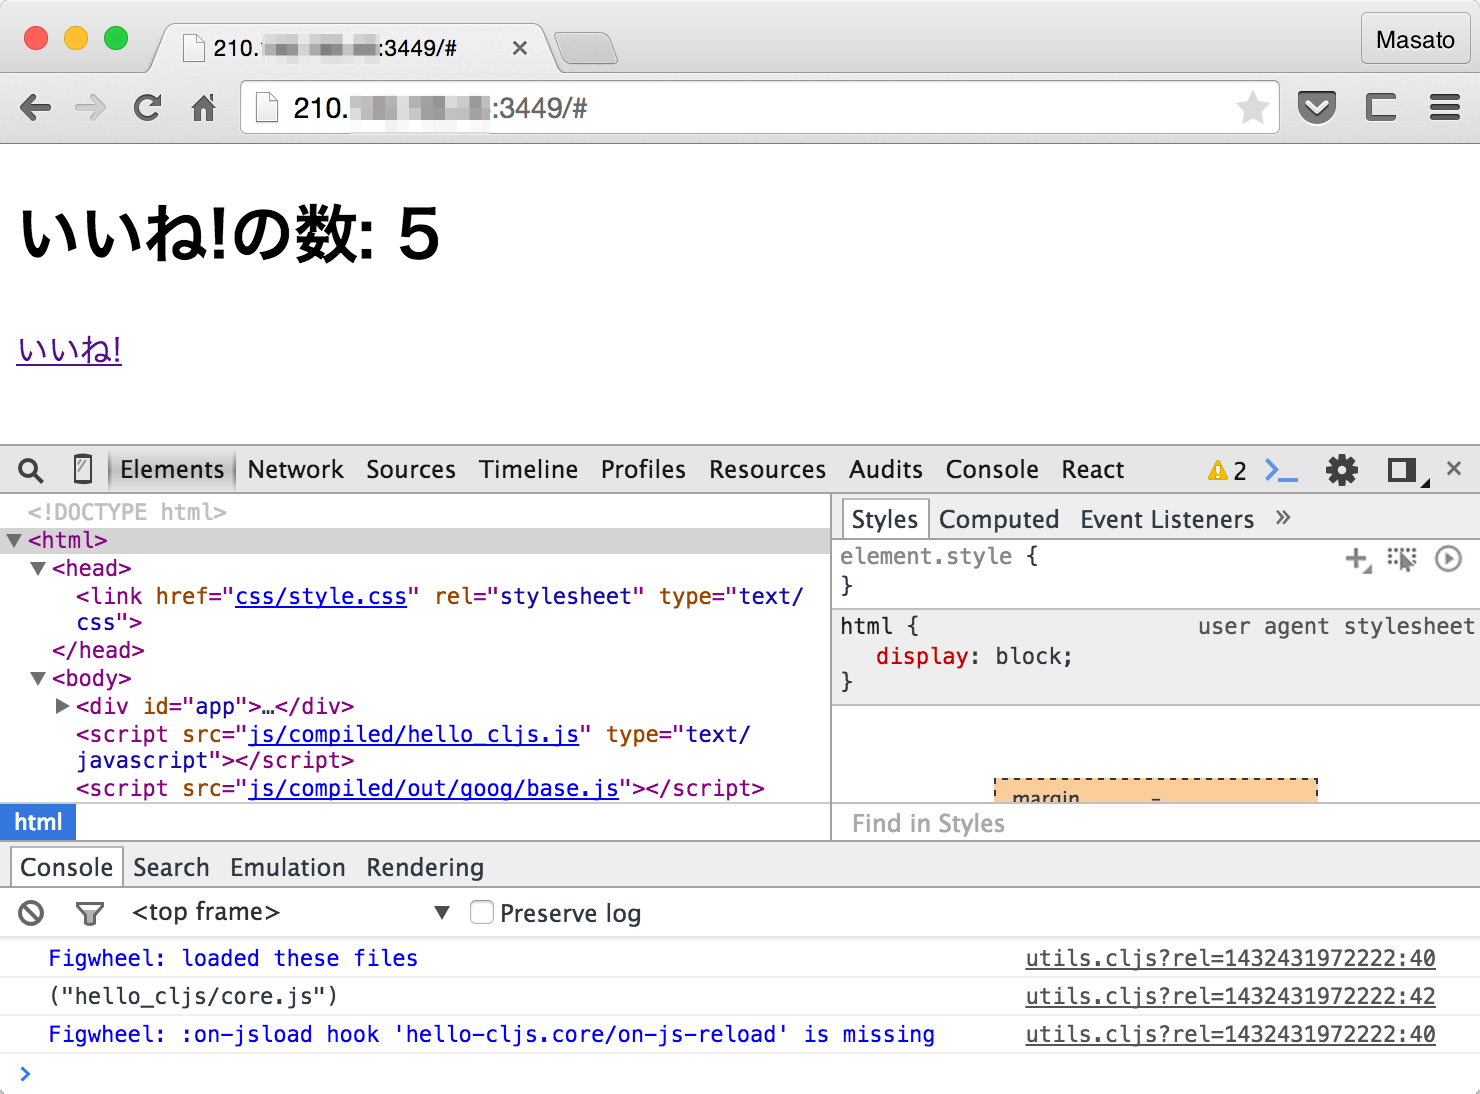 210. :3449/#
Masato
210. :3449/#
いいね!の数: 5
いいね!
Elements Network Sources Timeline Profiles Resources Audits Console React 2
<!DOCTYPE html>
<html>
<head>
<link href="css/style.css" rel="stylesheet" type="text/
css">
</head>
<body>
<div id="app">…</div>
<script src="js/compiled/hello_cljs.js" type="text/
javascript"></script>
<script src="js/compiled/out/goog/base.js"></script>
html
Styles Computed Event Listeners »
element.style {
}
html { user agent stylesheet
display: block;
}
margin –
Find in Styles
Console Search Emulation Rendering
<top frame> Preserve log
Figwheel: loaded these files utils.cljs?rel=1432431972222:40
("hello_cljs/core.js") utils.cljs?rel=1432431972222:42
Figwheel: :on-jsload hook 'hello-cljs.core/on-js-reload' is missing utils.cljs?rel=1432431972222:40